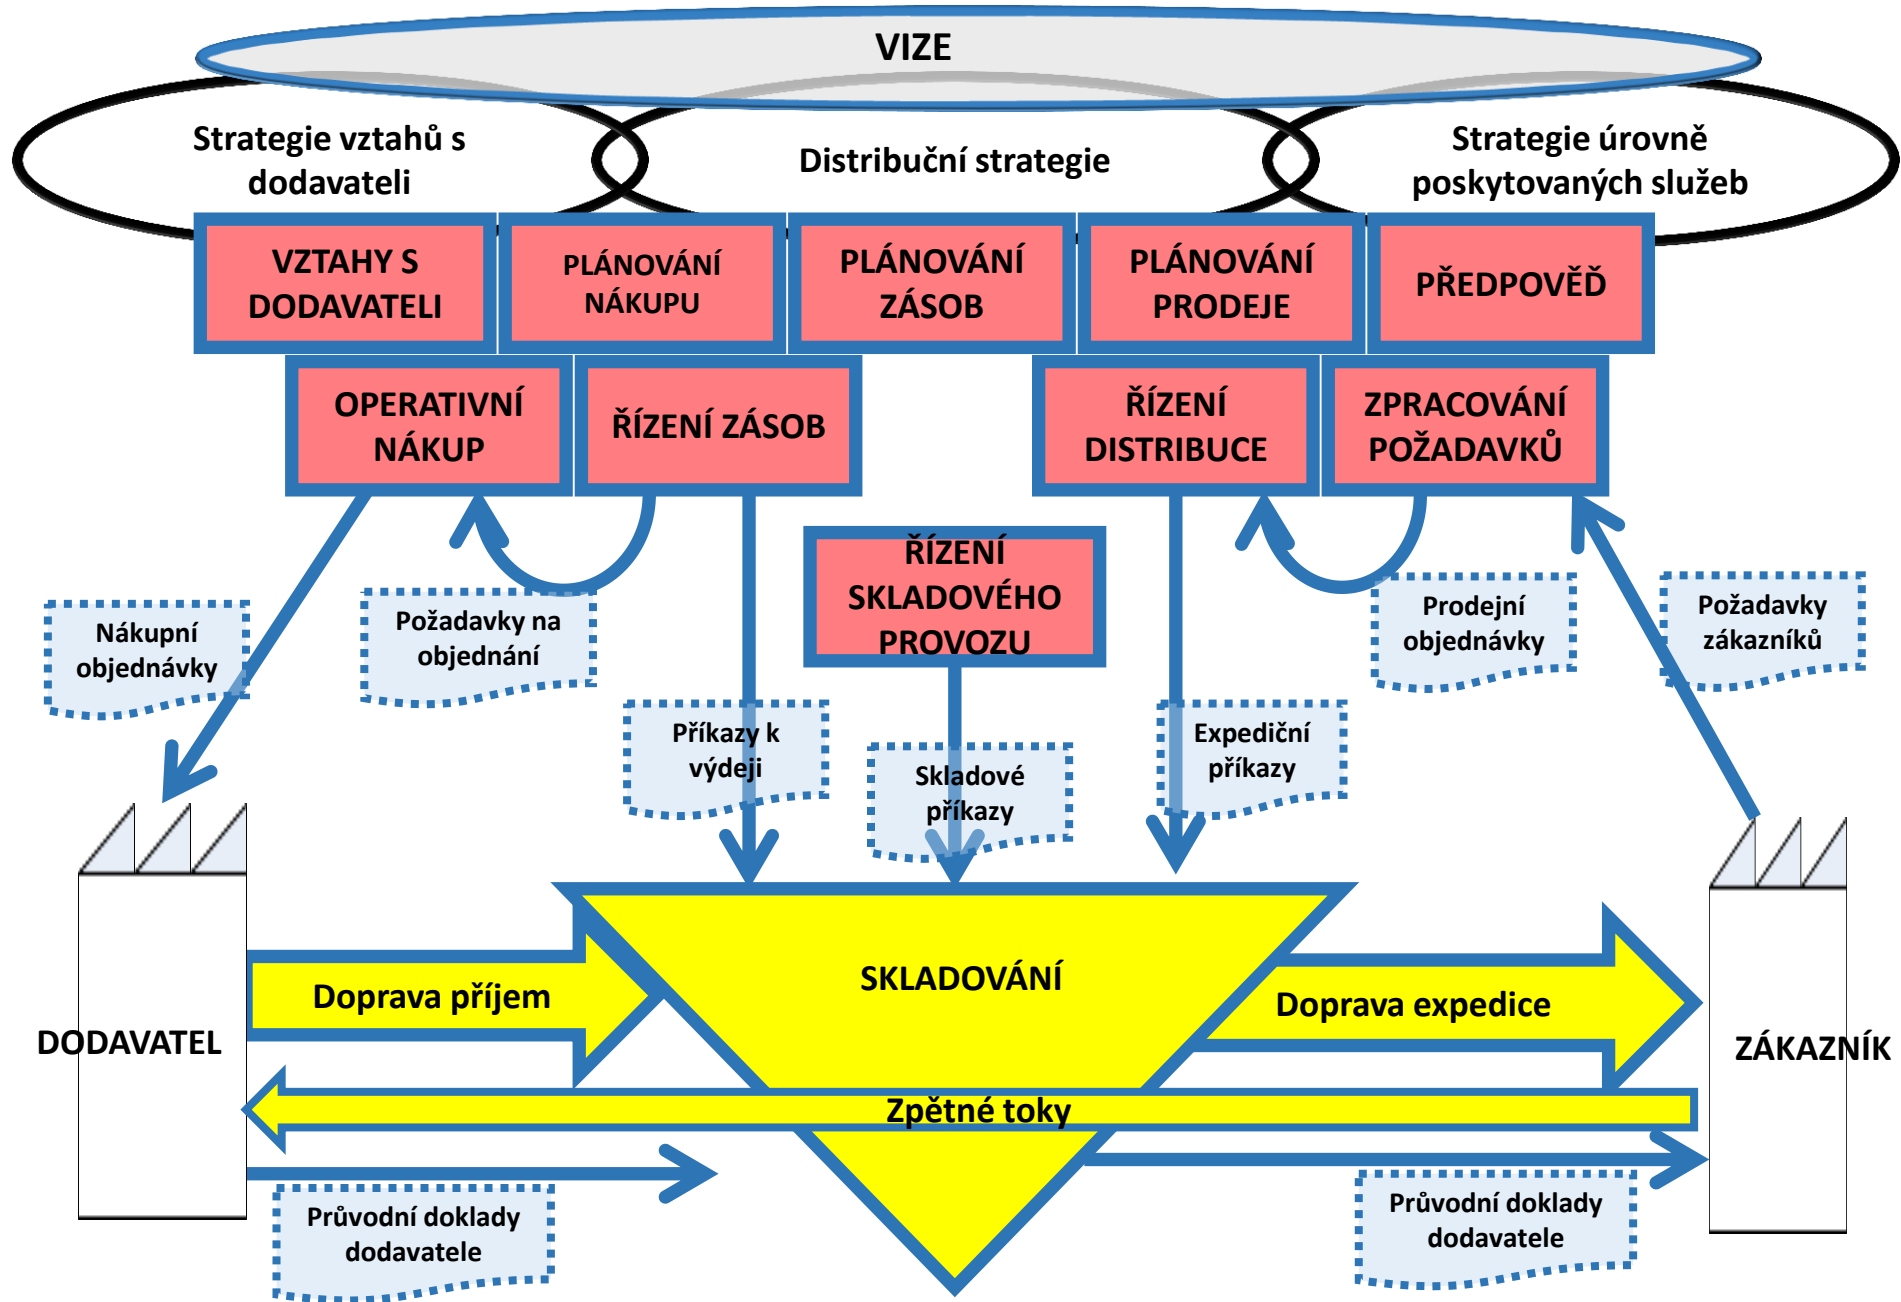 VIZE
Strategie vztahů s
dodavateli
Distribuční strategie
Strategie úrovně
poskytovaných služeb
VZTAHY S
DODAVATELI
PLÁNOVÁNÍ
NÁKUPU
PLÁNOVÁNÍ
ZÁSOB
PLÁNOVÁNÍ
PRODEJE
PŘEDPOVĚĎ
OPERATIVNÍ
NÁKUP
ŘÍZENÍ ZÁSOB
ŘÍZENÍ
DISTRIBUCE
ZPRACOVÁNÍ
POŽADAVKŮ
ŘÍZENÍ
SKLADOVÉHO
PROVOZU
Nákupní
objednávky
Požadavky na
objednání
Prodejní
objednávky
Požadavky
zákazníků
Příkazy k
výdeji
Skladové
příkazy
Expediční
příkazy
SKLADOVÁNÍ
Doprava příjem
Doprava expedice
DODAVATEL
ZÁKAZNÍK
Zpětné toky
Průvodní doklady
dodavatele
Průvodní doklady
dodavatele